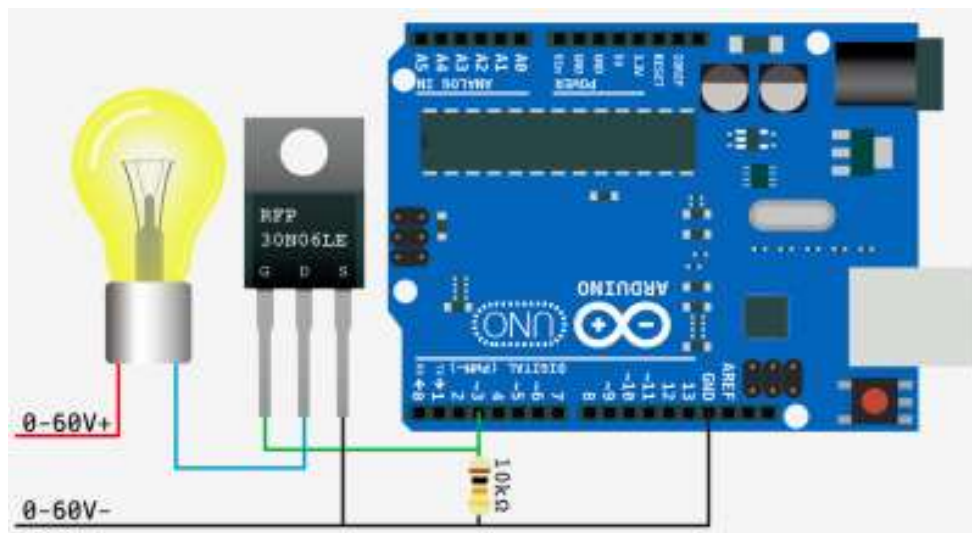 A5 A4 A3 A2 A1 A0
ANALOG IN
Vin GND GND 5V 3.3V RESET IOREF
POWER
RFP
30N06LE
G D S
ARDUINO
UNO
DIGITAL (PWM~)
0 1 2 ~3 4 ~5 ~6 7 8 ~9 ~10 ~11 12 13 GND AREF
0-60V+
10kΩ
0-60V-